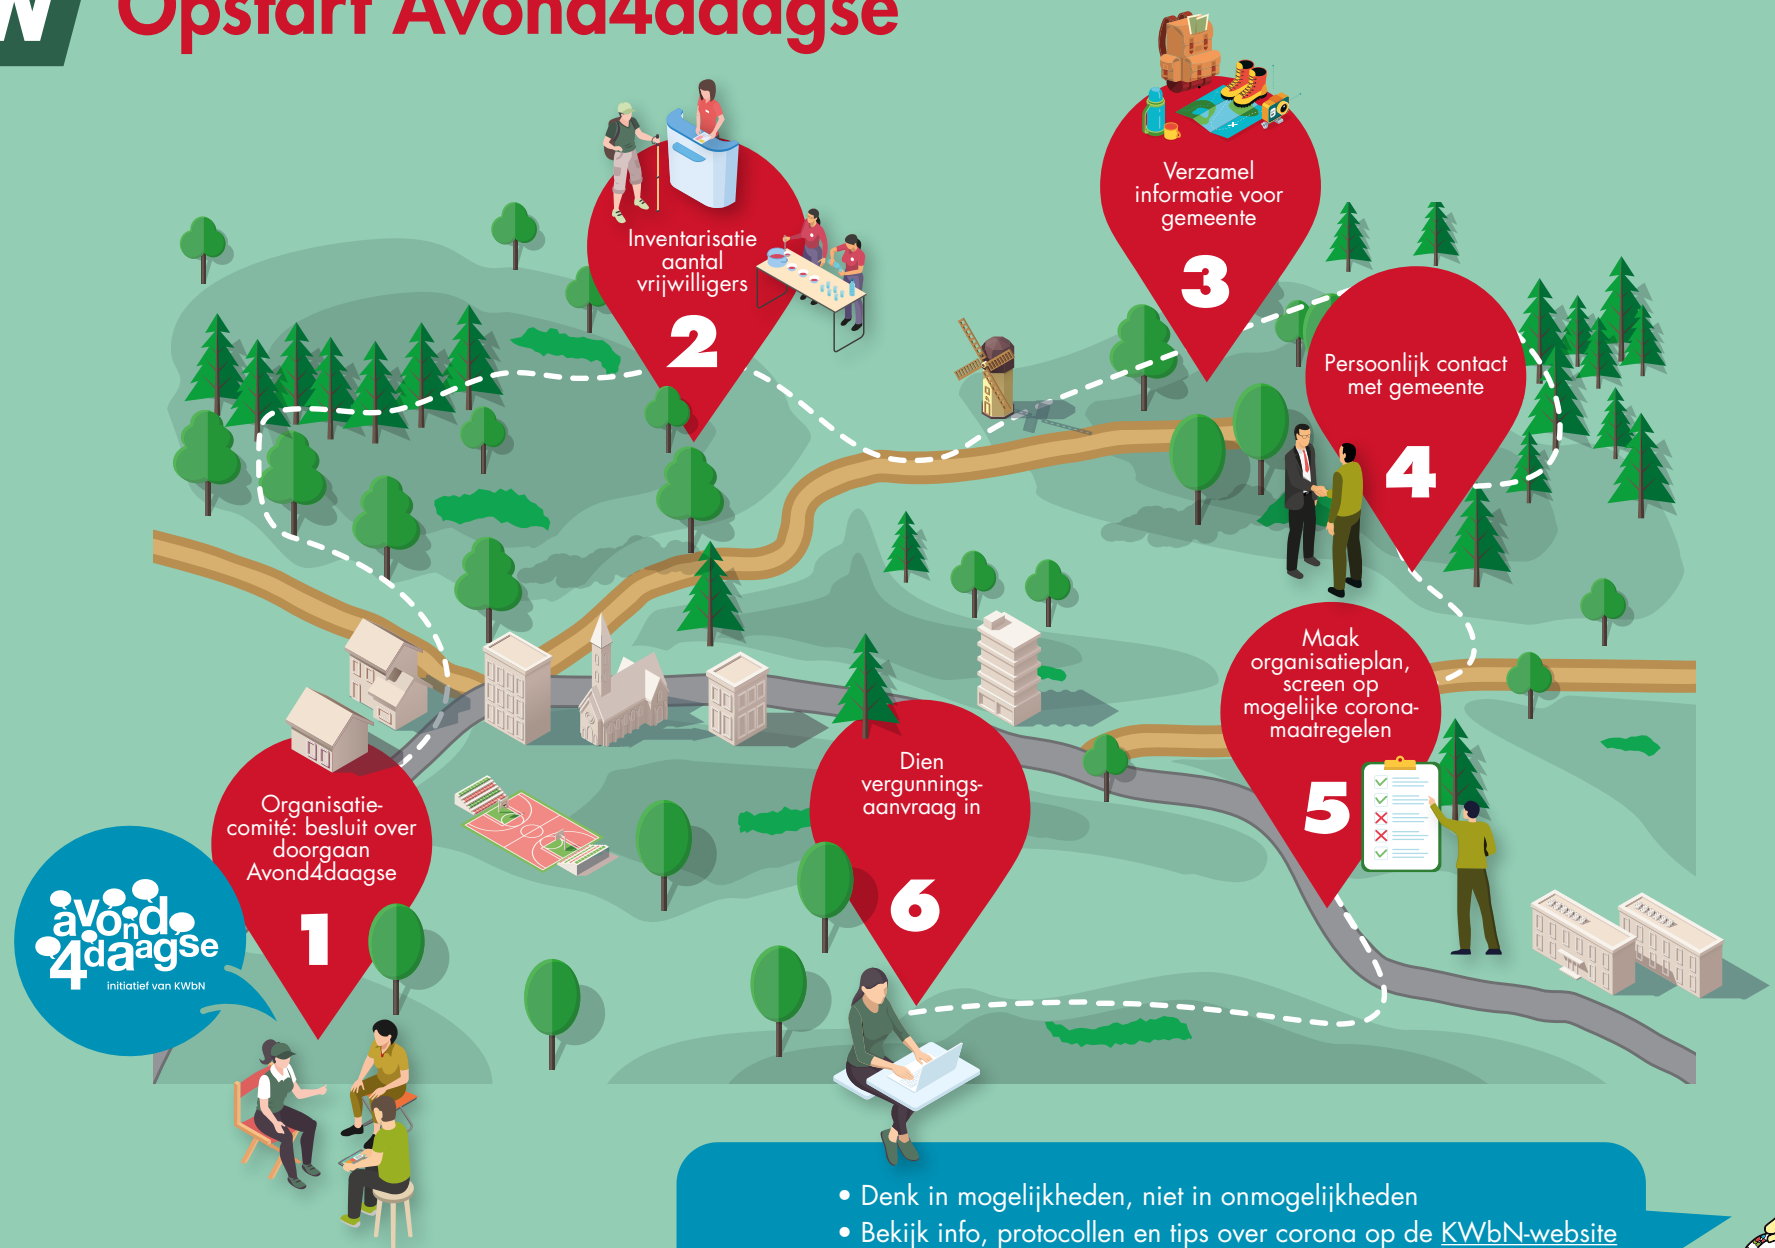 Opstart Avond4daagse
Verzamel
informatie voor
gemeente
3
Inventarisatie
aantal
vrijwilligers
2
Persoonlijk contact
met gemeente
4
Maak
organisatieplan,
screen op
mogelijke corona-
maatregelen
5
Dien
vergunnings-
aanvraag in
6
Organisatie-
comité: besluit over
doorgaan
Avond4daagse
1
avond
4daagse
initiatief van KWbN
• Denk in mogelijkheden, niet in onmogelijkheden
• Bekijk info, protocollen en tips over corona op de KWbN-website